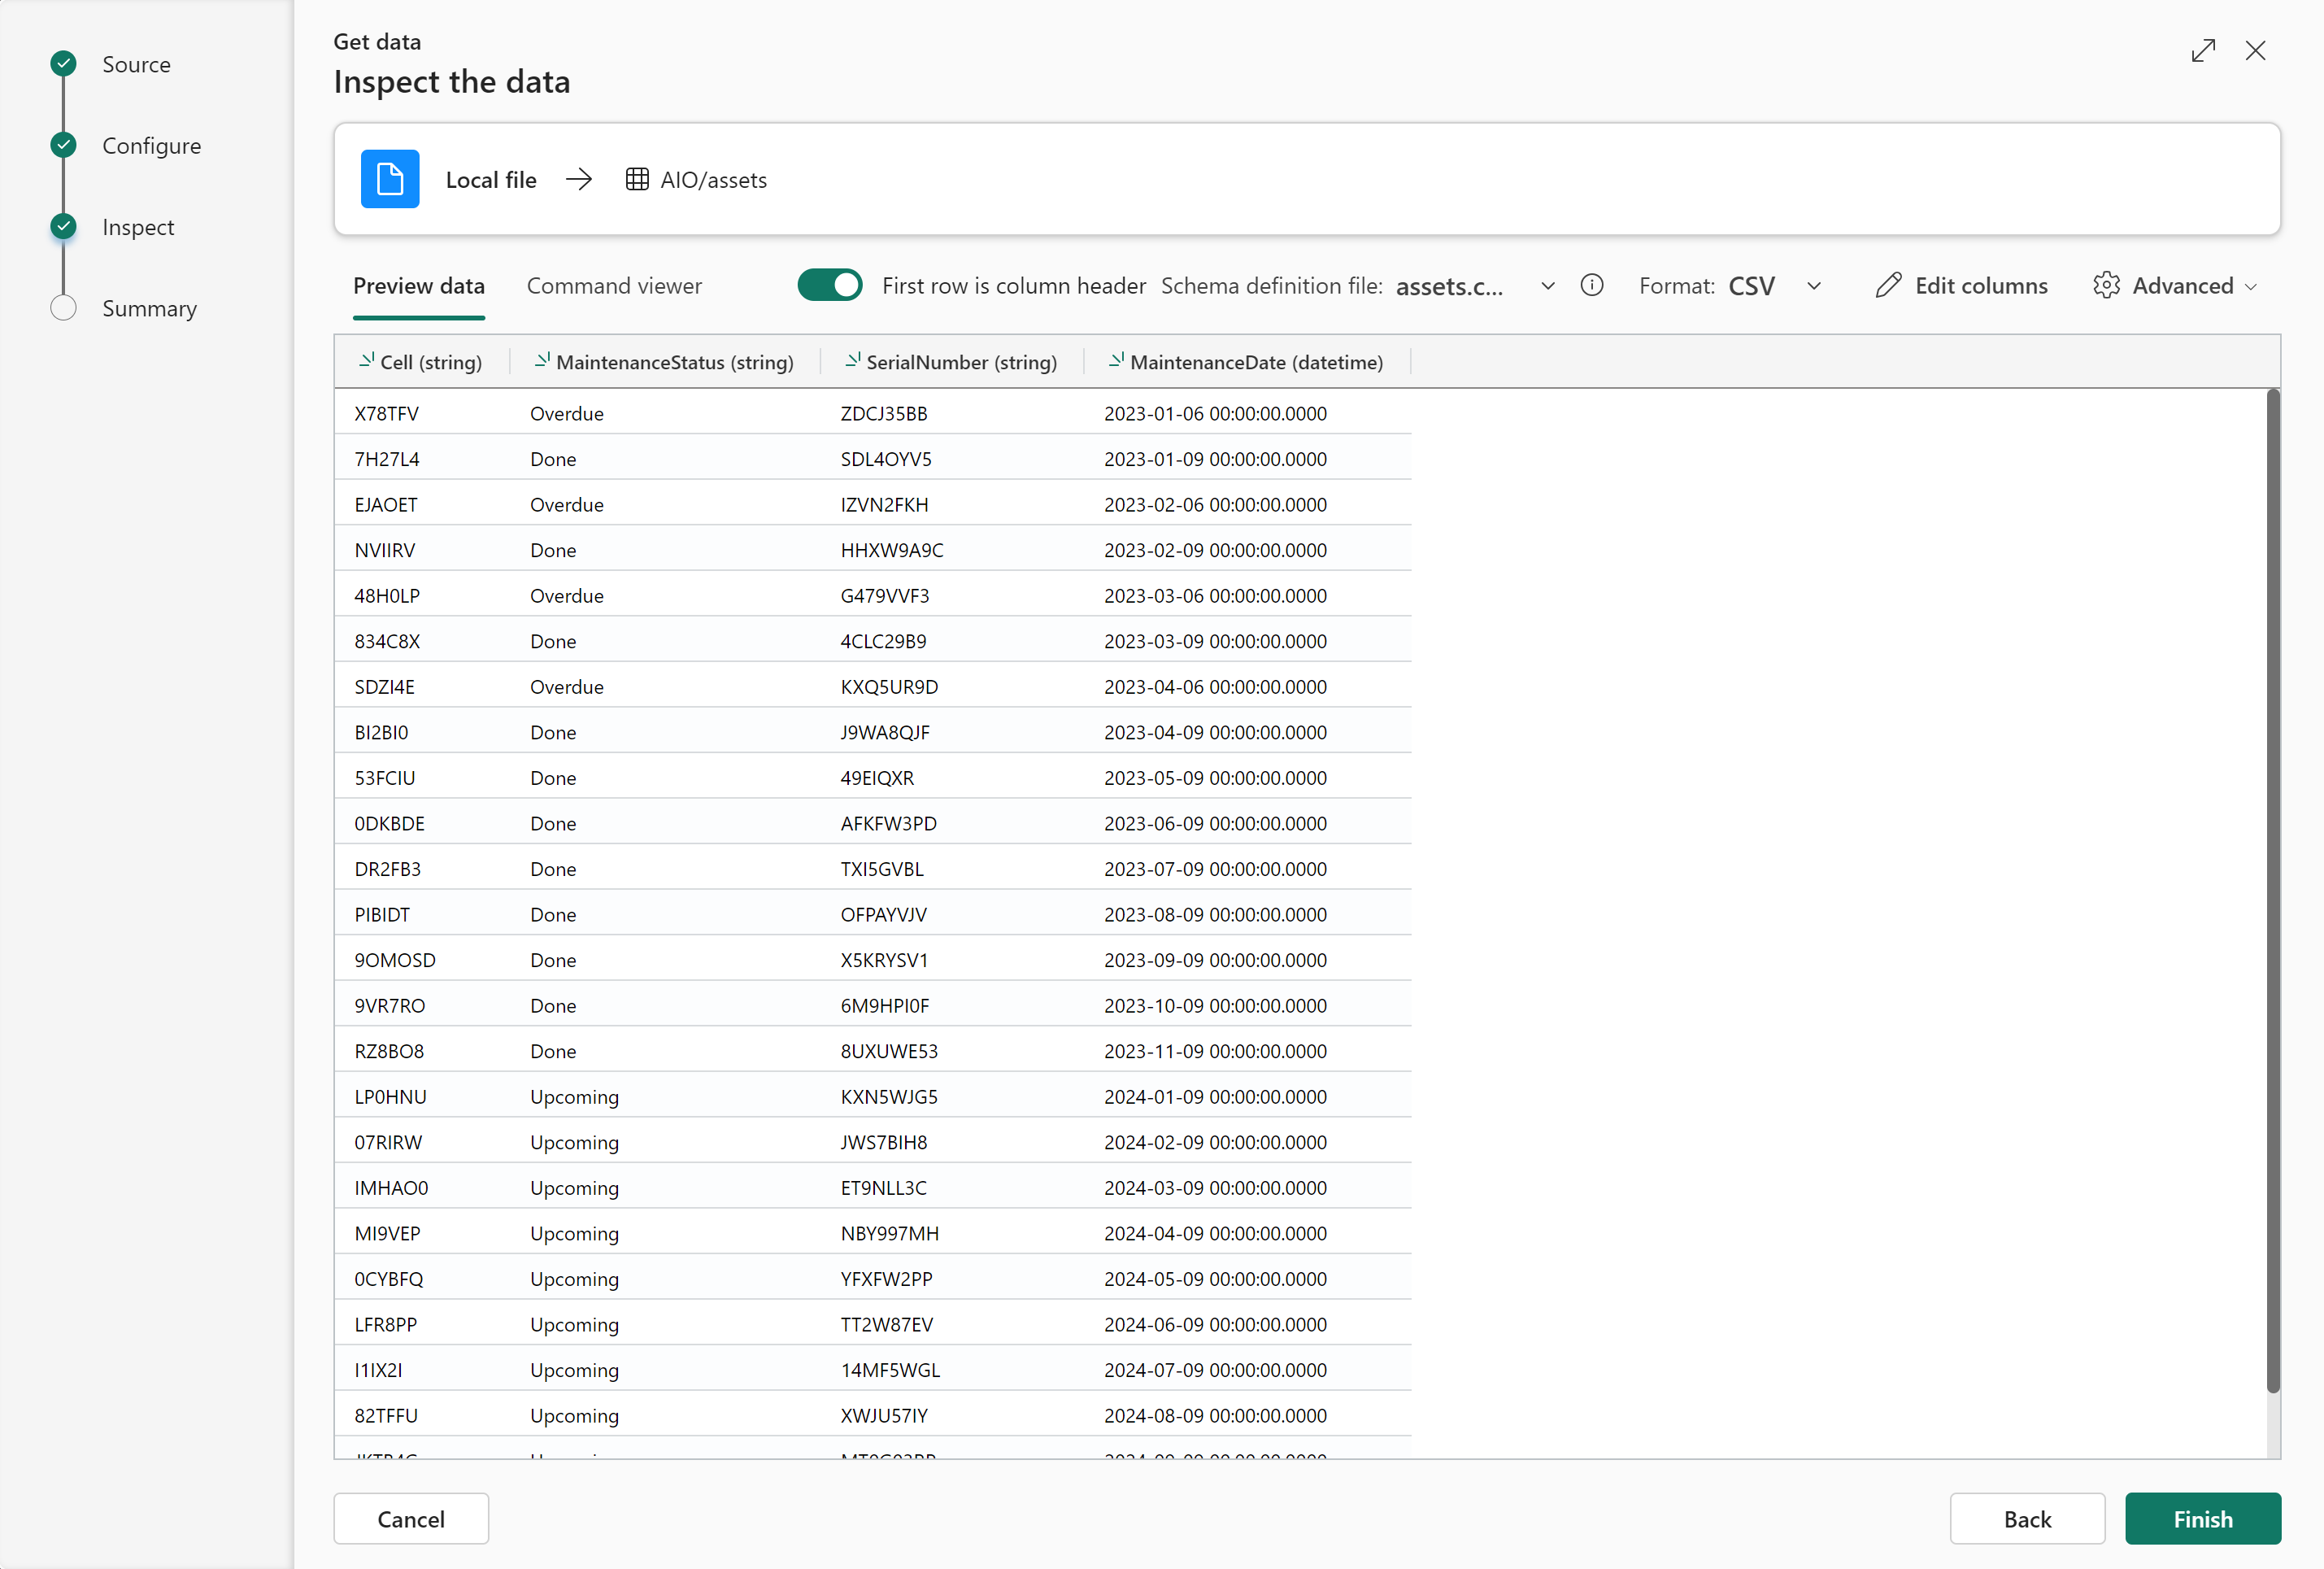 Source
Configure
Inspect
Summary
Get data
Inspect the data
Local file AIO/assets
Preview data Command viewer First row is column header Schema definition file: assets.c... Format: CSV Edit columns Advanced
Cell (string) MaintenanceStatus (string) SerialNumber (string) MaintenanceDate (datetime)
X78TFV Overdue ZDCJ35BB 2023-01-06 00:00:00.0000
7H27L4 Done SDL4OYV5 2023-01-09 00:00:00.0000
EJAOET Overdue IZVN2FKH 2023-02-06 00:00:00.0000
NVIIRV Done HHXW9A9C 2023-02-09 00:00:00.0000
48H0LP Overdue G479VVF3 2023-03-06 00:00:00.0000
834C8X Done 4CLC29B9 2023-03-09 00:00:00.0000
SDZI4E Overdue KXQ5UR9D 2023-04-06 00:00:00.0000
BI2BI0 Done J9WA8QJF 2023-04-09 00:00:00.0000
53FCIU Done 49EIQXR 2023-05-09 00:00:00.0000
0DKBDE Done AFKFW3PD 2023-06-09 00:00:00.0000
DR2FB3 Done TXI5GVBL 2023-07-09 00:00:00.0000
PIBIDT Done OFPAYVJV 2023-08-09 00:00:00.0000
9OMOSD Done X5KRYSV1 2023-09-09 00:00:00.0000
9VR7RO Done 6M9HPI0F 2023-10-09 00:00:00.0000
RZ8BO8 Done 8UXUWE53 2023-11-09 00:00:00.0000
LP0HNU Upcoming KXN5WJG5 2024-01-09 00:00:00.0000
07RIRW Upcoming JWS7BIH8 2024-02-09 00:00:00.0000
IMHAO0 Upcoming ET9NLL3C 2024-03-09 00:00:00.0000
MI9VEP Upcoming NBY997MH 2024-04-09 00:00:00.0000
0CYBFQ Upcoming YFXFW2PP 2024-05-09 00:00:00.0000
LFR8PP Upcoming TT2W87EV 2024-06-09 00:00:00.0000
I1IX2I Upcoming 14MF5WGL 2024-07-09 00:00:00.0000
82TFFU Upcoming XWJU57IY 2024-08-09 00:00:00.0000
Cancel Back Finish